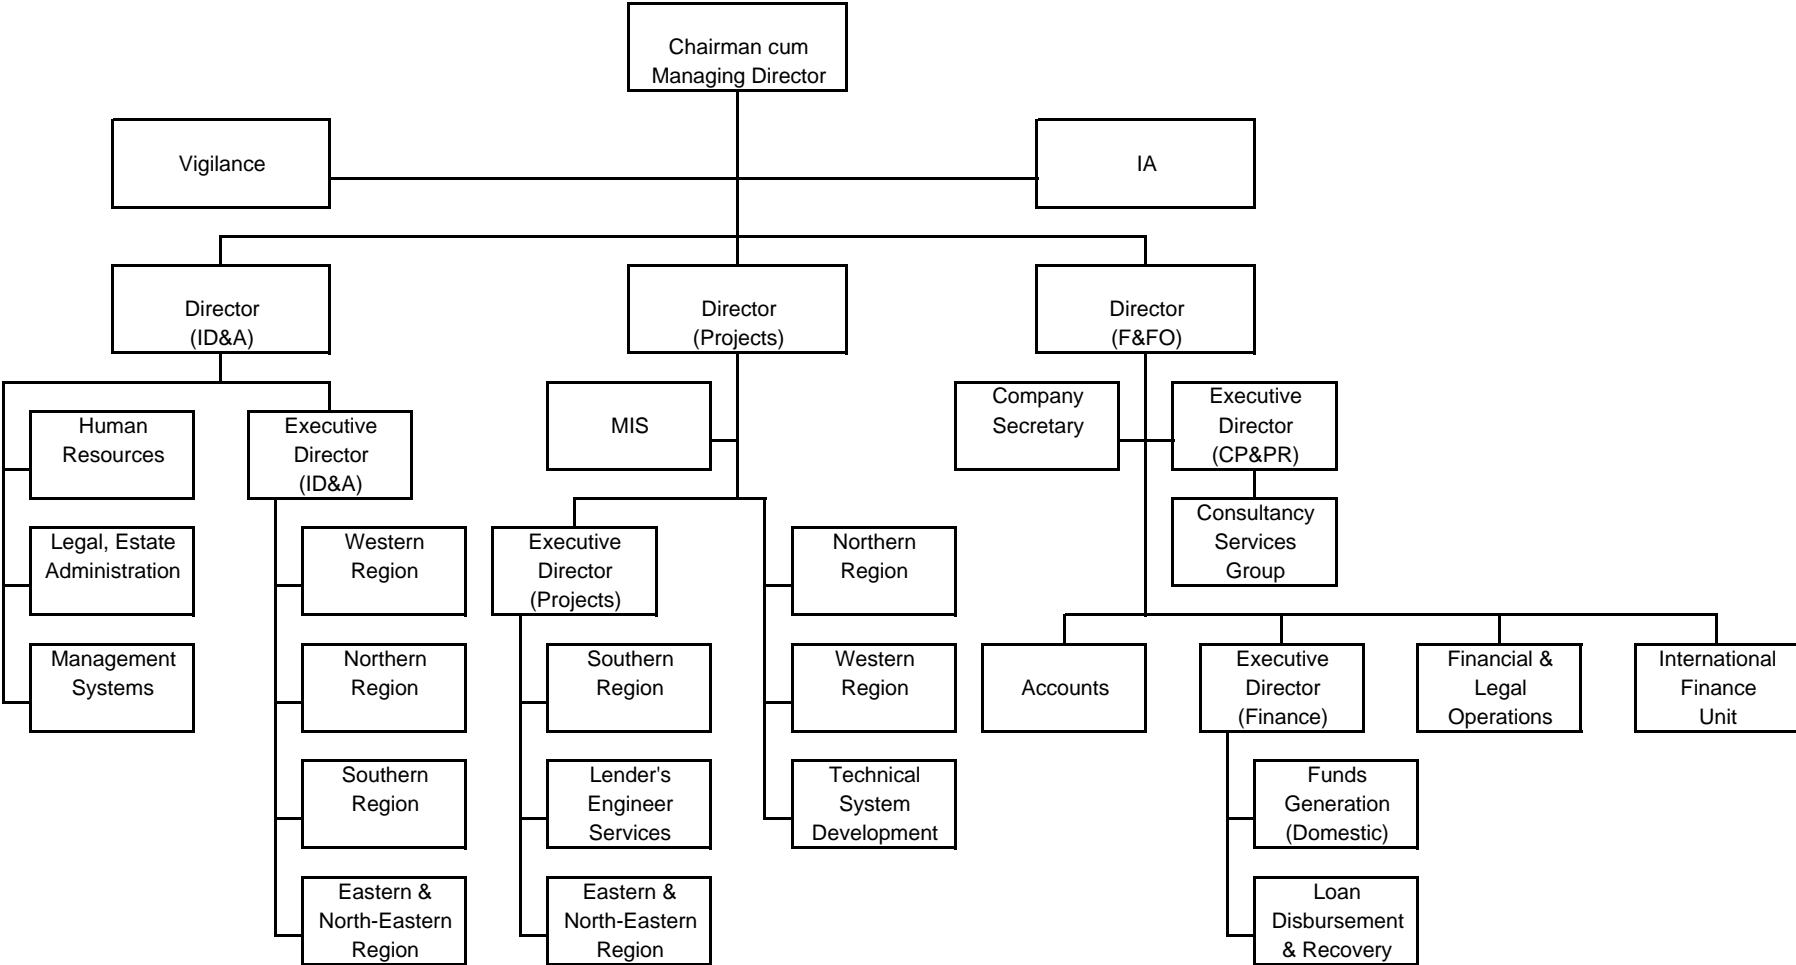 Chairman cum
Managing Director
Vigilance
IA
Director
(ID&A)
Director
(Projects)
Director
(F&FO)
Human
Resources
Executive
Director
(ID&A)
MIS
Company
Secretary
Executive
Director
(CP&PR)
Consultancy
Services
Group
Legal, Estate
Administration
Western
Region
Executive
Director
(Projects)
Northern
Region
Management
Systems
Northern
Region
Southern
Region
Western
Region
Accounts
Executive
Director
(Finance)
Financial &
Legal
Operations
International
Finance
Unit
Southern
Region
Lender's
Engineer
Services
Technical
System
Development
Funds
Generation
(Domestic)
Eastern &
North-Eastern
Region
Eastern &
North-Eastern
Region
Loan
Disbursement
& Recovery